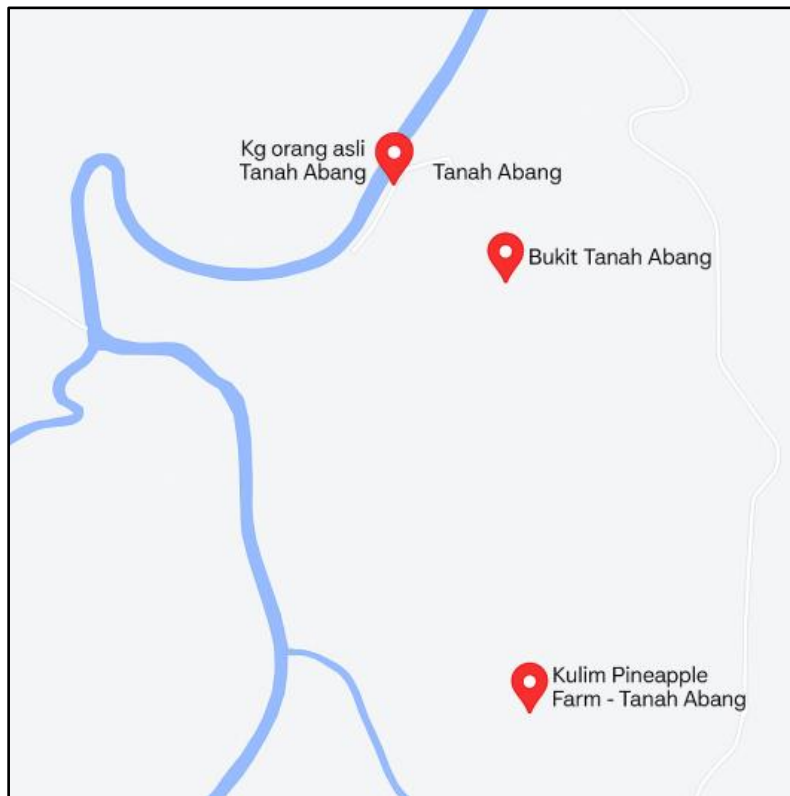 Kg orang asli
Tanah Abang
Tanah Abang
Bukit Tanah Abang
Kulim Pineapple
Farm - Tanah Abang